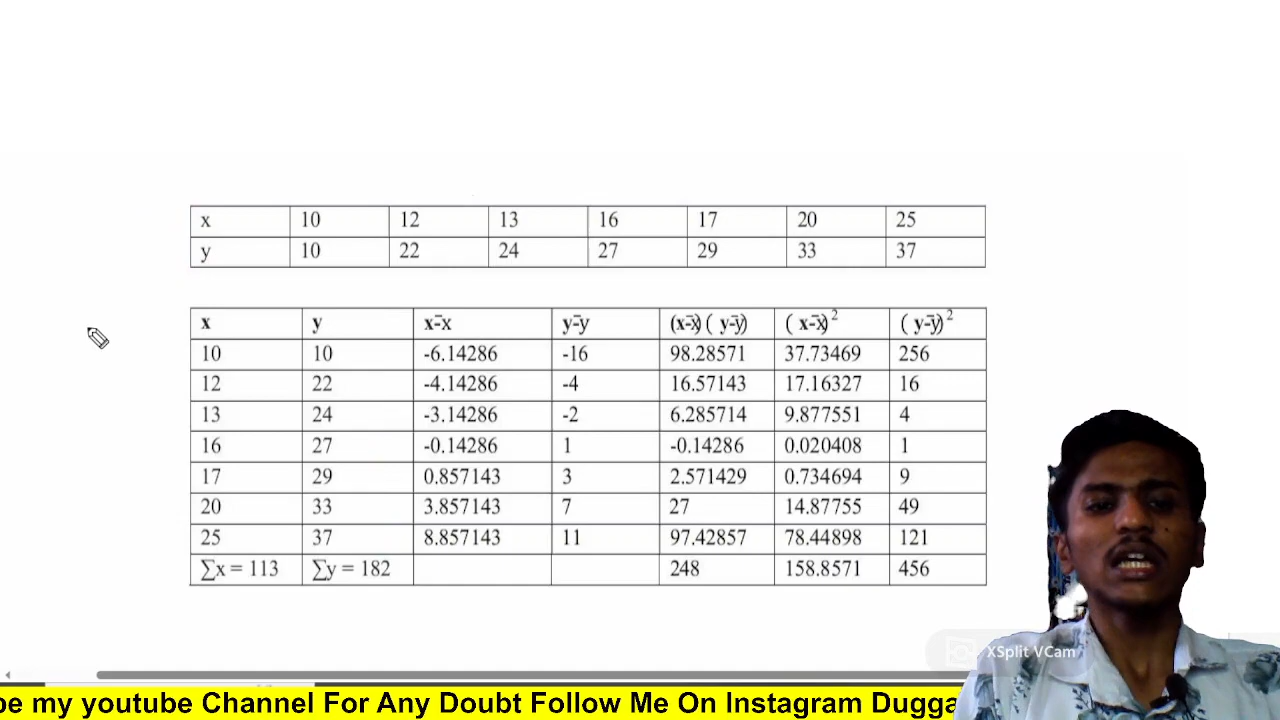 x 10 12 13 16 17 20 25
y 10 22 24 27 29 33 37
x y x-x̄ y-ȳ (x-x̄) ( y-ȳ) ( x-x̄)² ( y-ȳ)²
10 10 -6.14286 -16 98.28571 37.73469 256
12 22 -4.14286 -4 16.57143 17.16327 16
13 24 -3.14286 -2 6.285714 9.877551 4
16 27 -0.14286 1 -0.14286 0.020408 1
17 29 0.857143 3 2.571429 0.734694 9
20 33 3.857143 7 27 14.87755 49
25 37 8.857143 11 97.42857 78.44898 121
∑x = 113 ∑y = 182 248 158.8571 456
XSplit VCam
be my youtube Channel For Any Doubt Follow Me On Instagram Dugga